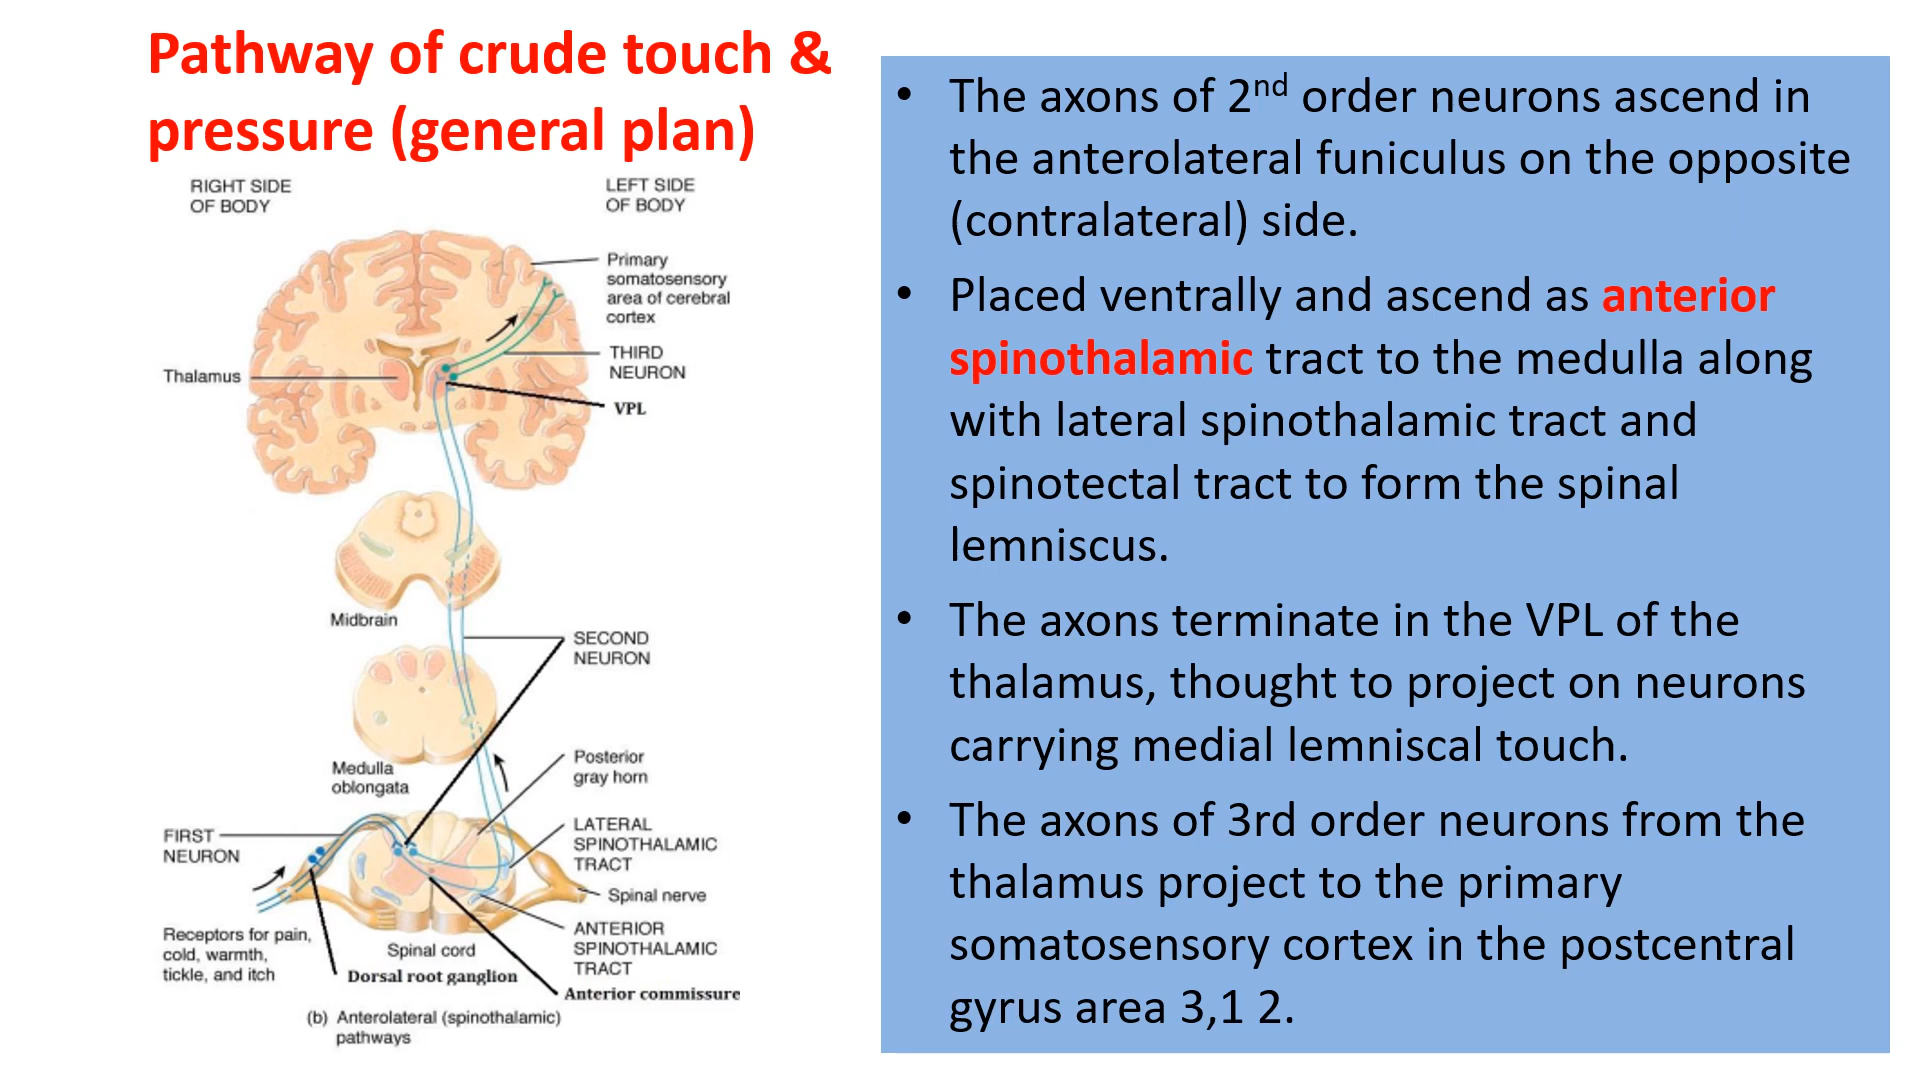 Pathway of crude touch &
pressure (general plan)
RIGHT SIDE
OF BODY
LEFT SIDE
OF BODY
Primary
somatosensory
area of cerebral
cortex
THIRD
NEURON
Thalamus
VPL
Midbrain
SECOND
NEURON
Medulla
oblongata
Posterior
gray horn
FIRST
NEURON
LATERAL
SPINOTHALAMIC
TRACT
Spinal nerve
Receptors for pain,
cold, warmth,
tickle, and itch
Spinal cord
ANTERIOR
SPINOTHALAMIC
TRACT
Dorsal root ganglion
Anterior commissure
(b) Anterolateral (spinothalamic)
pathways
• The axons of 2nd order neurons ascend in
the anterolateral funiculus on the opposite
(contralateral) side.
• Placed ventrally and ascend as anterior
spinothalamic tract to the medulla along
with lateral spinothalamic tract and
spinotectal tract to form the spinal
lemniscus.
• The axons terminate in the VPL of the
thalamus, thought to project on neurons
carrying medial lemniscal touch.
• The axons of 3rd order neurons from the
thalamus project to the primary
somatosensory cortex in the postcentral
gyrus area 3,1 2.